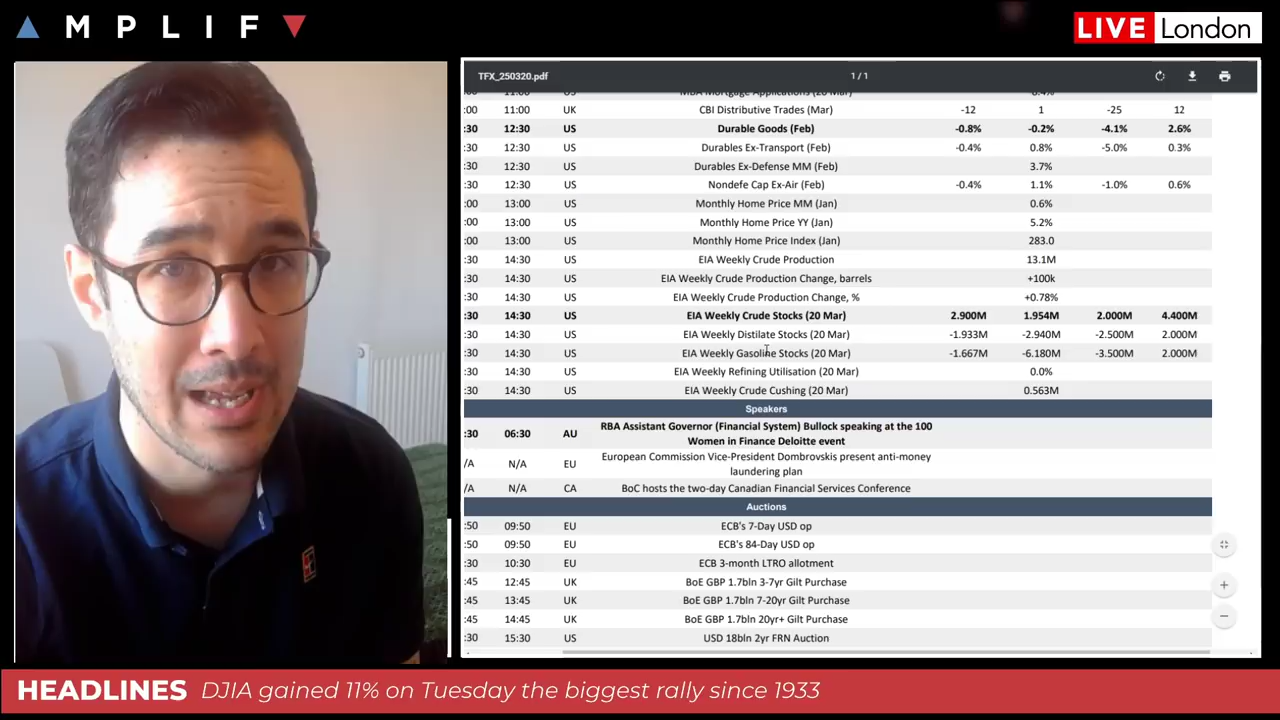 MPLIF
LIVE London
TFX_250320.pdf 1 / 1
:00 11:00 US MBA Mortgage Applications (20 Mar) -8.4%
:00 11:00 UK CBI Distributive Trades (Mar) -12 1 -25 12
:30 12:30 US Durable Goods (Feb) -0.8% -0.2% -4.1% 2.6%
:30 12:30 US Durables Ex-Transport (Feb) -0.4% 0.8% -5.0% 0.3%
:30 12:30 US Durables Ex-Defense MM (Feb) 3.7%
:30 12:30 US Nondefe Cap Ex-Air (Feb) -0.4% 1.1% -1.0% 0.6%
:00 13:00 US Monthly Home Price MM (Jan) 0.6%
:00 13:00 US Monthly Home Price YY (Jan) 5.2%
:00 13:00 US Monthly Home Price Index (Jan) 283.0
:30 14:30 US EIA Weekly Crude Production 13.1M
:30 14:30 US EIA Weekly Crude Production Change, barrels +100k
:30 14:30 US EIA Weekly Crude Production Change, % +0.78%
:30 14:30 US EIA Weekly Crude Stocks (20 Mar) 2.900M 1.954M 2.000M 4.400M
:30 14:30 US EIA Weekly Distilate Stocks (20 Mar) -1.933M -2.940M -2.500M 2.000M
:30 14:30 US EIA Weekly Gasoline Stocks (20 Mar) -1.667M -6.180M -3.500M 2.000M
:30 14:30 US EIA Weekly Refining Utilisation (20 Mar) 0.0%
:30 14:30 US EIA Weekly Crude Cushing (20 Mar) 0.563M
Speakers
:30 06:30 AU RBA Assistant Governor (Financial System) Bullock speaking at the 100
Women in Finance Deloitte event
/A N/A EU European Commission Vice-President Dombrovskis present anti-money
laundering plan
/A N/A CA BoC hosts the two-day Canadian Financial Services Conference
Auctions
:50 09:50 EU ECB's 7-Day USD op
:50 09:50 EU ECB's 84-Day USD op
:30 10:30 EU ECB 3-month LTRO allotment
:45 12:45 UK BoE GBP 1.7bln 3-7yr Gilt Purchase
:45 13:45 UK BoE GBP 1.7bln 7-20yr Gilt Purchase
:45 14:45 UK BoE GBP 1.7bln 20yr+ Gilt Purchase
:30 15:30 US USD 18bln 2yr FRN Auction
HEADLINES DJIA gained 11% on Tuesday the biggest rally since 1933